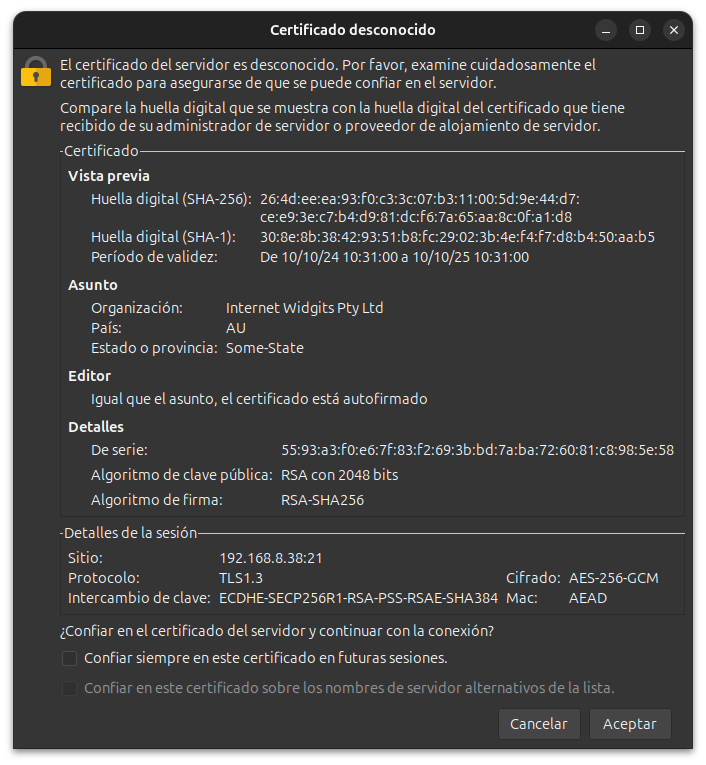 Certificado desconocido
El certificado del servidor es desconocido. Por favor, examine cuidadosamente el
certificado para asegurarse de que se puede confiar en el servidor.
Compare la huella digital que se muestra con la huella digital del certificado que tiene
recibido de su administrador de servidor o proveedor de alojamiento de servidor.
Certificado
Vista previa
Huella digital (SHA-256): 26:4d:ee:ea:93:f0:c3:3c:07:b3:11:00:5d:9e:44:d7:
ce:e9:3e:c7:b4:d9:81:dc:f6:7a:65:aa:8c:0f:a1:d8
Huella digital (SHA-1): 30:8e:8b:38:42:93:51:b8:fc:29:02:3b:4e:f4:f7:d8:b4:50:aa:b5
Período de validez: De 10/10/24 10:31:00 a 10/10/25 10:31:00
Asunto
Organización: Internet Widgits Pty Ltd
País: AU
Estado o provincia: Some-State
Editor
Igual que el asunto, el certificado está autofirmado
Detalles
De serie: 55:93:a3:f0:e6:7f:83:f2:69:3b:bd:7a:ba:72:60:81:c8:98:5e:58
Algoritmo de clave pública: RSA con 2048 bits
Algoritmo de firma: RSA-SHA256
Detalles de la sesión
Sitio: 192.168.8.38:21
Protocolo: TLS1.3 Cifrado: AES-256-GCM
Intercambio de clave: ECDHE-SECP256R1-RSA-PSS-RSAE-SHA384 Mac: AEAD
¿Confiar en el certificado del servidor y continuar con la conexión?
Confiar siempre en este certificado en futuras sesiones.
Confiar en este certificado sobre los nombres de servidor alternativos de la lista.
Cancelar Aceptar